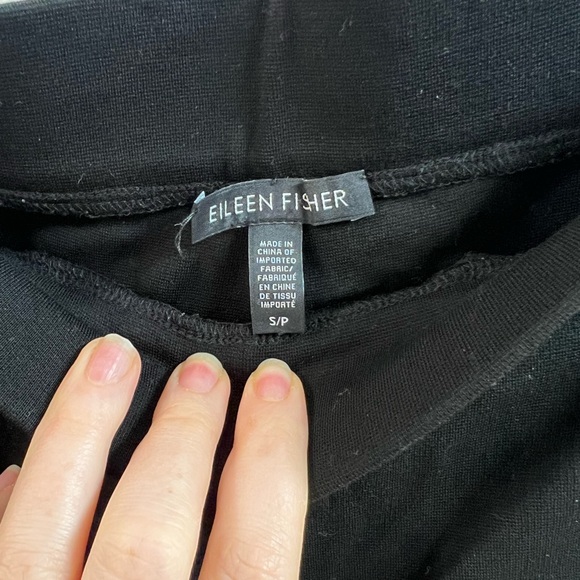 EILEEN FISHER
MADE IN
CHINA OF
IMPORTED
FABRIC/
FABRIQUÉ
EN CHINE
DE TISSU
IMPORTÉ
S/P